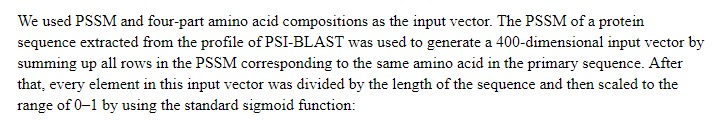 We used PSSM and four-part amino acid compositions as the input vector. The PSSM of a protein
sequence extracted from the profile of PSI-BLAST was used to generate a 400-dimensional input vector by
summing up all rows in the PSSM corresponding to the same amino acid in the primary sequence. After
that, every element in this input vector was divided by the length of the sequence and then scaled to the
range of 0–1 by using the standard sigmoid function: